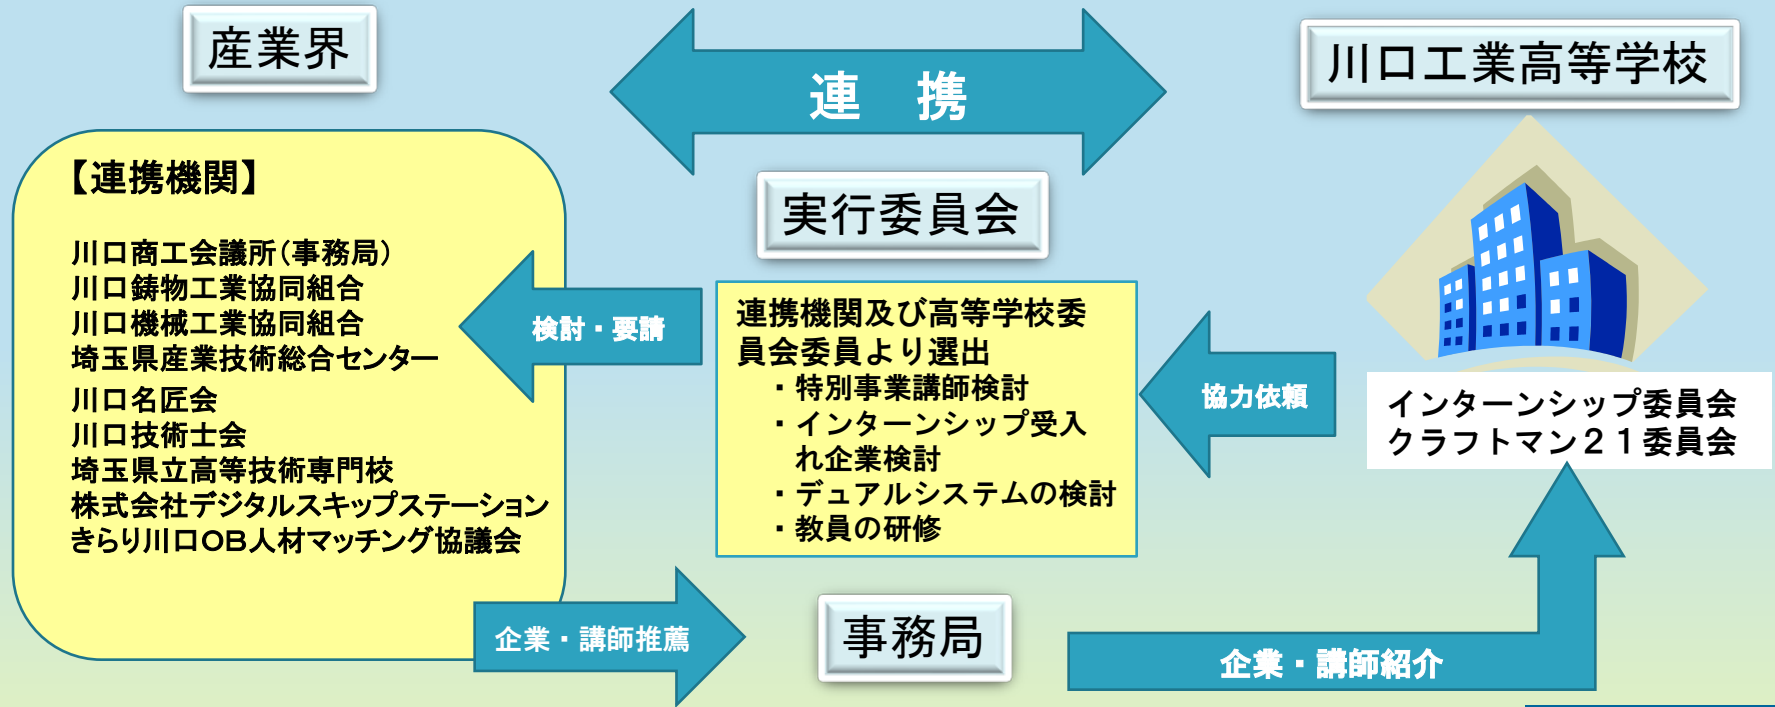 産業界
連　携
川口工業高等学校
【連携機関】
川口商工会議所（事務局）
川口鋳物工業協同組合
川口機械工業協同組合
埼玉県産業技術総合センター
川口名匠会
川口技術士会
埼玉県立高等技術専門校
株式会社デジタルスキップステーション
きらり川口ＯＢ人材マッチング協議会
検討・要請
実行委員会
連携機関及び高等学校委
員会委員より選出
・特別事業講師検討
・インターンシップ受入
れ企業検討
・デュアルシステムの検討
・教員の研修
協力依頼
インターンシップ委員会
クラフトマン２１委員会
企業・講師推薦
事務局
企業・講師紹介